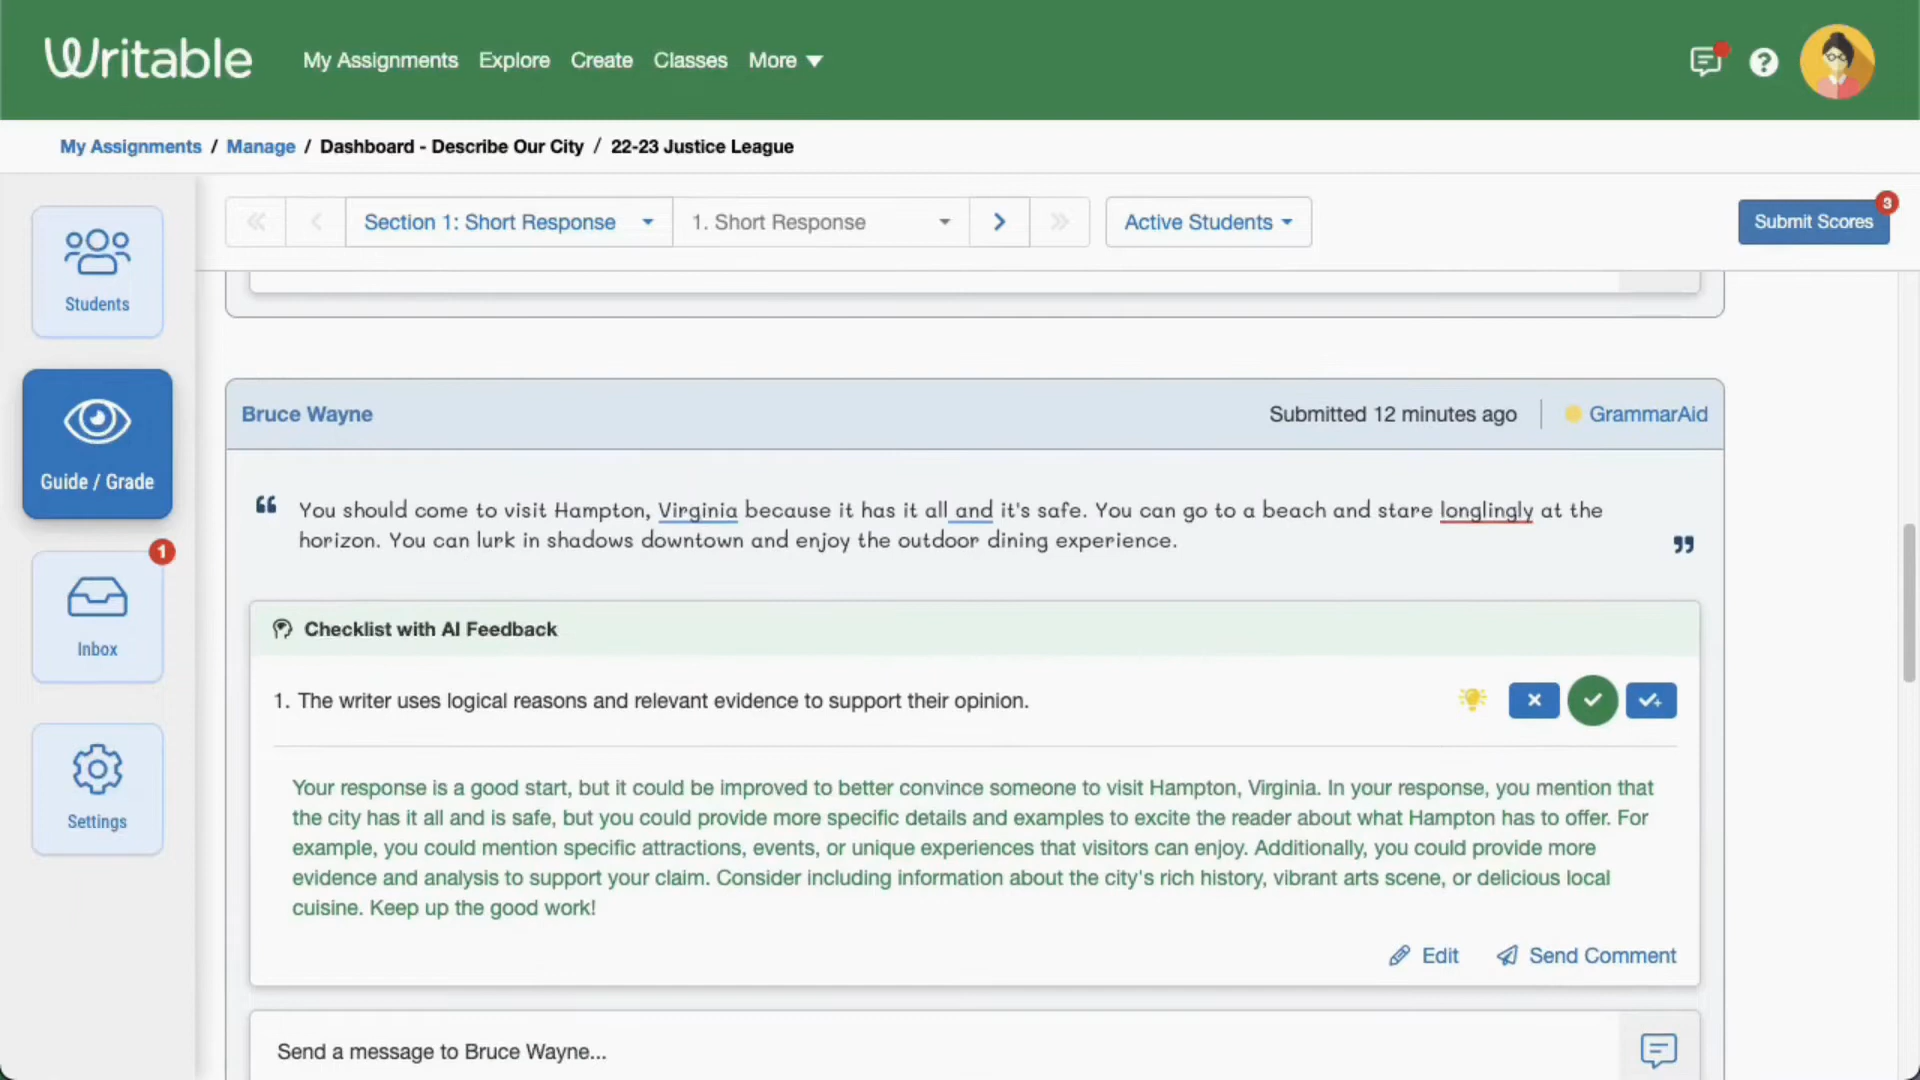 Writable
My Assignments Explore Create Classes More
My Assignments / Manage / Dashboard - Describe Our City / 22-23 Justice League
Students
Guide / Grade
1
Inbox
Settings
Section 1: Short Response
1. Short Response
Active Students
Submit Scores
3
Bruce Wayne
Submitted 12 minutes ago
GrammarAid
“ You should come to visit Hampton, Virginia because it has it all and it's safe. You can go to a beach and stare longlingly at the
horizon. You can lurk in shadows downtown and enjoy the outdoor dining experience. ”
Checklist with AI Feedback
1. The writer uses logical reasons and relevant evidence to support their opinion.
Your response is a good start, but it could be improved to better convince someone to visit Hampton, Virginia. In your response, you mention that
the city has it all and is safe, but you could provide more specific details and examples to excite the reader about what Hampton has to offer. For
example, you could mention specific attractions, events, or unique experiences that visitors can enjoy. Additionally, you could provide more
evidence and analysis to support your claim. Consider including information about the city's rich history, vibrant arts scene, or delicious local
cuisine. Keep up the good work!
Edit
Send Comment
Send a message to Bruce Wayne...